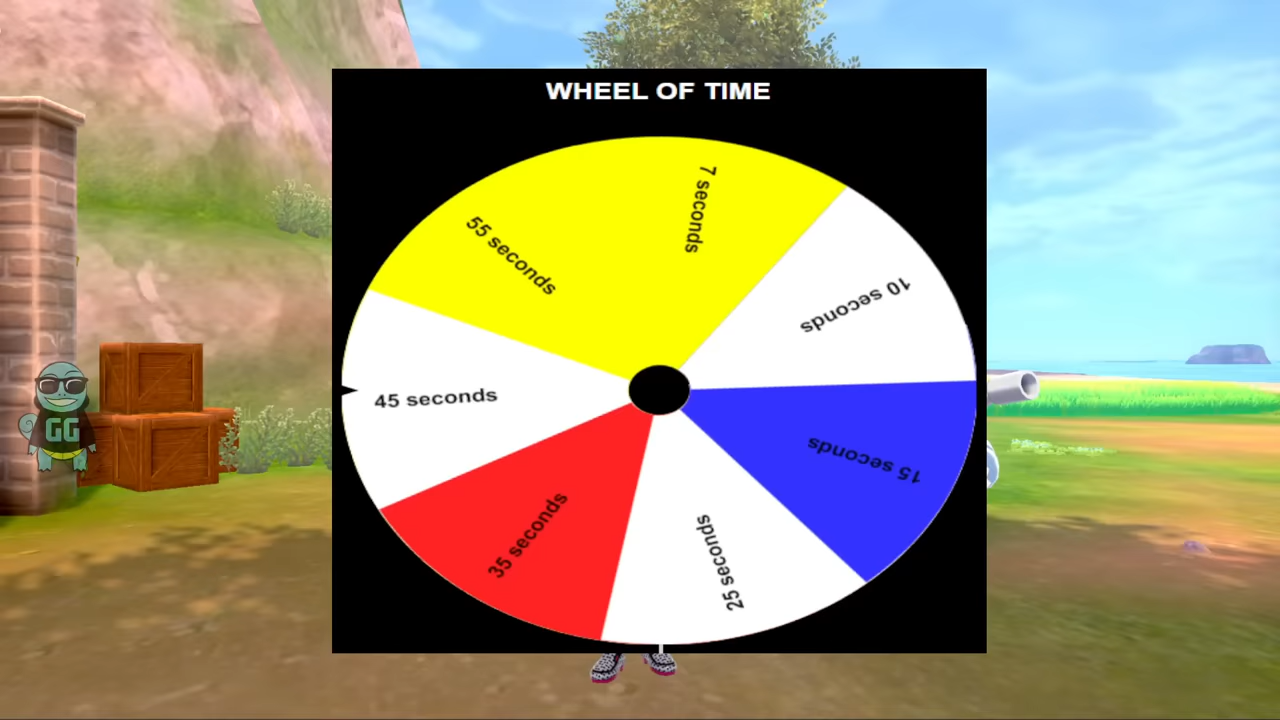 WHEEL OF TIME
7 seconds
55 seconds
10 seconds
45 seconds
15 seconds
35 seconds
25 seconds
GG